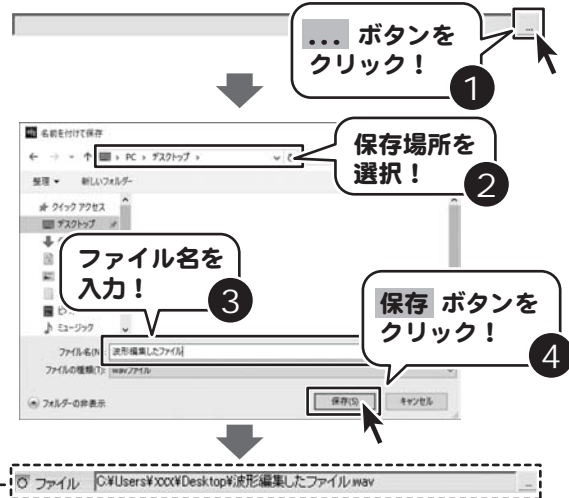 ...
... ボタンを
クリック！
1
名前を付けて保存
PC › デスクトップ ›
保存場所を
選択！
2
整理 ▾ 新しいフォルダー
クイック アクセス
デスクトップ
ファイル名を
入力！
3
ミュージック
保存 ボタンを
クリック！
4
ファイル名(N): 波形編集したファイル
ファイルの種類(T): wavファイル
フォルダーの非表示
保存(S)
キャンセル
ファイル C:¥Users¥xxx¥Desktop¥波形編集したファイル.wav ...